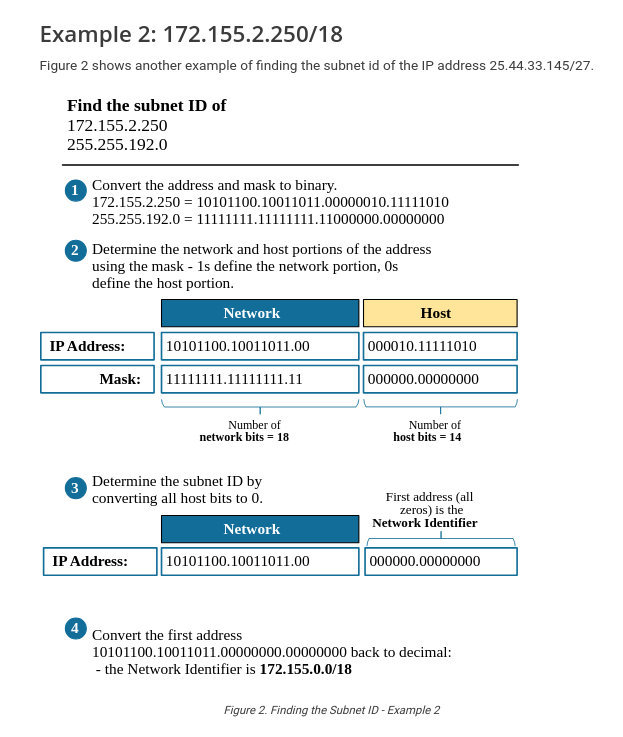 Example 2: 172.155.2.250/18
Figure 2 shows another example of finding the subnet id of the IP address 25.44.33.145/27.
Find the subnet ID of
172.155.2.250
255.255.192.0
1 Convert the address and mask to binary.
172.155.2.250 = 10101100.10011011.00000010.11111010
255.255.192.0 = 11111111.11111111.11000000.00000000
2 Determine the network and host portions of the address
using the mask - 1s define the network portion, 0s
define the host portion.
Network Host
IP Address: 10101100.10011011.00 000010.11111010
Mask: 11111111.11111111.11 000000.00000000
Number of Number of
network bits = 18 host bits = 14
3 Determine the subnet ID by
converting all host bits to 0.
First address (all
zeros) is the
Network Identifier
Network
IP Address: 10101100.10011011.00 000000.00000000
4 Convert the first address
10101100.10011011.00000000.00000000 back to decimal:
- the Network Identifier is 172.155.0.0/18
Figure 2. Finding the Subnet ID - Example 2